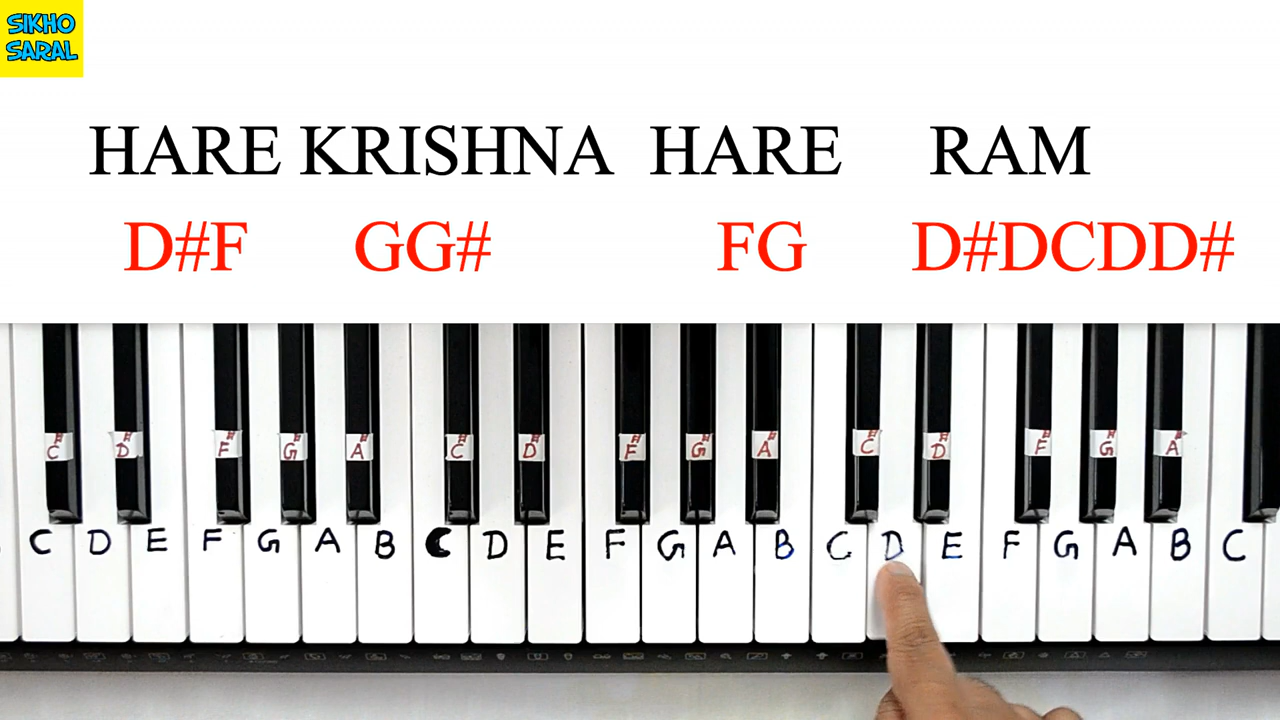 SIKHO
SARAL
HARE KRISHNA HARE RAM
D#F GG# FG D#DCDD#
C# D# F# G# A# C# D# F# G# A# C# D# F# G# A#
C D E F G A B C D E F G A B C D E F G A B C